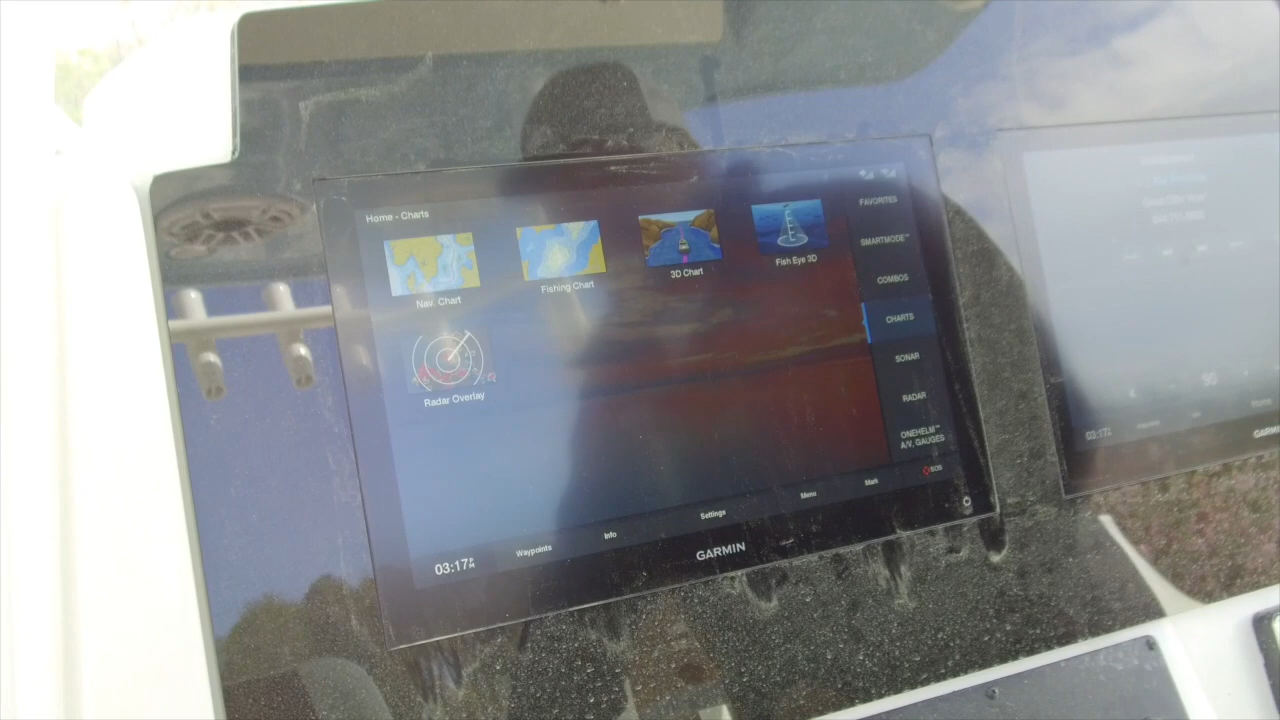 Home - Charts
Nav. Chart
Fishing Chart
3D Chart
Fish Eye 3D
Radar Overlay
FAVORITES
SMARTMODE™
COMBOS
CHARTS
SONAR
RADAR
ONEHELM™
A/V, GAUGES
03:17PM
Waypoints
Info
Settings
Menu
Mark
SOS
GARMIN
03:17
GARMIN